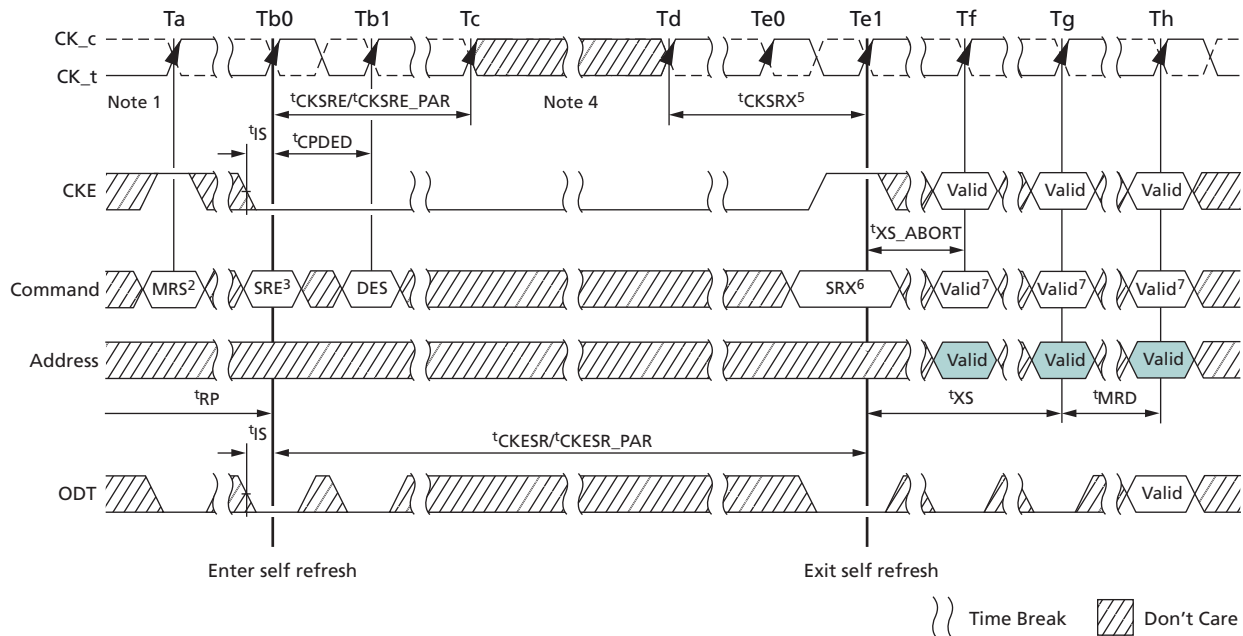 Ta Tb0 Tb1 Tc Td Te0 Te1 Tf Tg Th
CK_c
CK_t
Note 1 tCKSRE/tCKSRE_PAR Note 4 tCKSRX5
tIS tCPDED
CKE Valid Valid Valid
tXS_ABORT
Command MRS2 SRE3 DES SRX6 Valid7 Valid7 Valid7
Address Valid Valid Valid
tRP tXS tMRD
tIS tCKESR/tCKESR_PAR
ODT Valid
Enter self refresh Exit self refresh
Time Break Don't Care